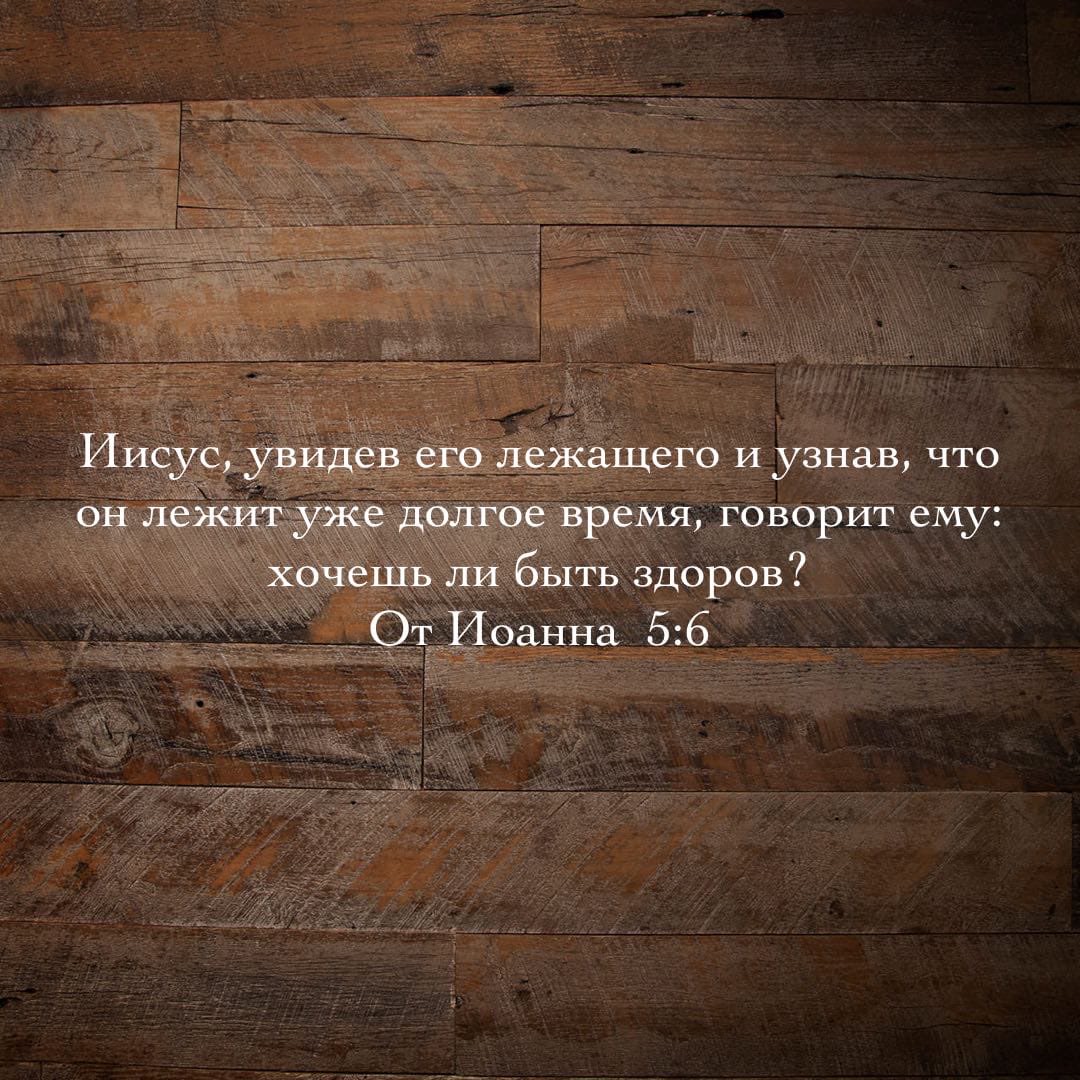 Иисус, увидев его лежащего и узнав, что
он лежит уже долгое время, говорит ему:
хочешь ли быть здоров?
От Иоанна  5:6